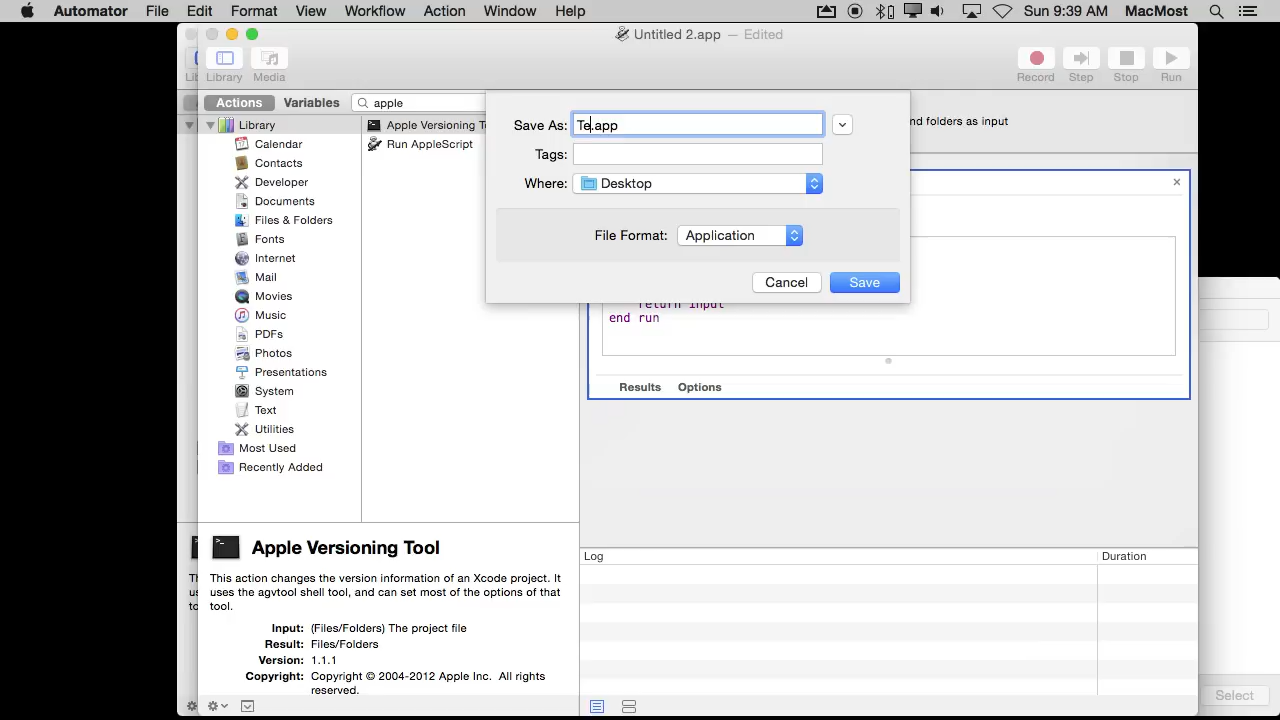 Automator File Edit Format View Workflow Action Window Help Sun 9:39 AM MacMost
Untitled 2.app — Edited
Library Media Record Step Stop Run
Actions Variables apple
Save As: Te.app
Tags:
Where: Desktop
File Format: Application
Cancel Save
nd folders as input
Library
Calendar
Contacts
Developer
Documents
Files & Folders
Fonts
Internet
Mail
Movies
Music
PDFs
Photos
Presentations
System
Text
Utilities
Most Used
Recently Added
Apple Versioning To
Run AppleScript
return input
end run
Results Options
Apple Versioning Tool
This action changes the version information of an Xcode project. It
uses the agvtool shell tool, and can set most of the options of that
tool.
Input: (Files/Folders) The project file
Result: Files/Folders
Version: 1.1.1
Copyright: Copyright © 2004-2012 Apple Inc. All rights
reserved.
Log Duration
Select